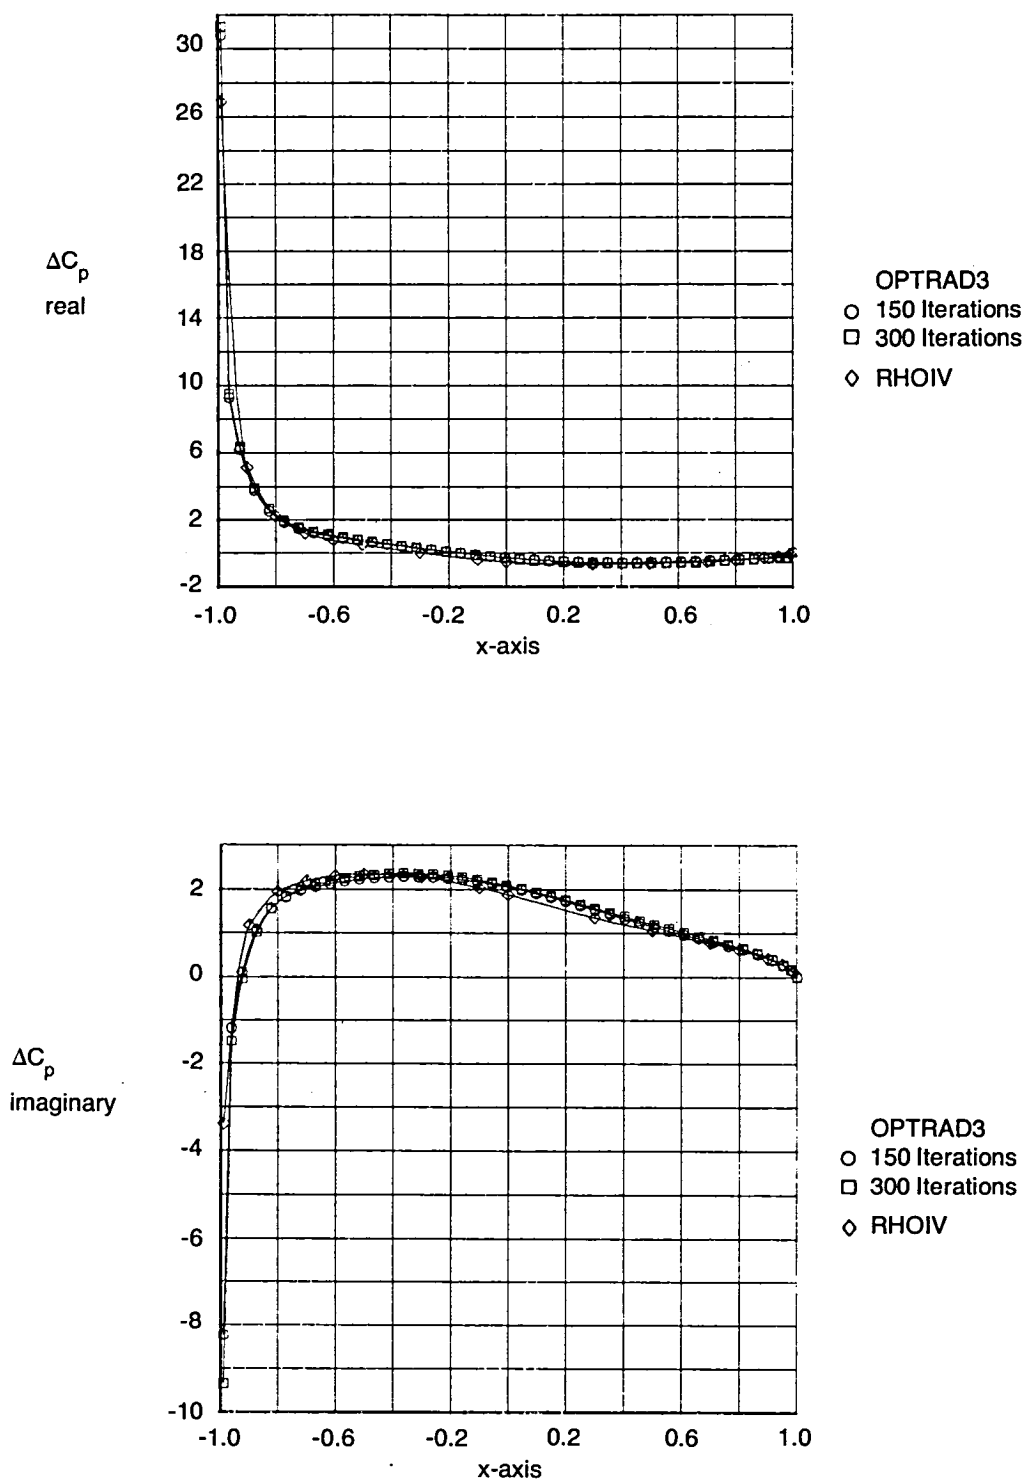 30
26
22
18
14
10
6
2
-2
ΔCp
real
-1.0 -0.6 -0.2 0.2 0.6 1.0
x-axis
OPTRAD3
150 Iterations
300 Iterations
RHOIV
2
0
-2
-4
-6
-8
-10
ΔCp
imaginary
-1.0 -0.6 -0.2 0.2 0.6 1.0
x-axis
OPTRAD3
150 Iterations
300 Iterations
RHOIV